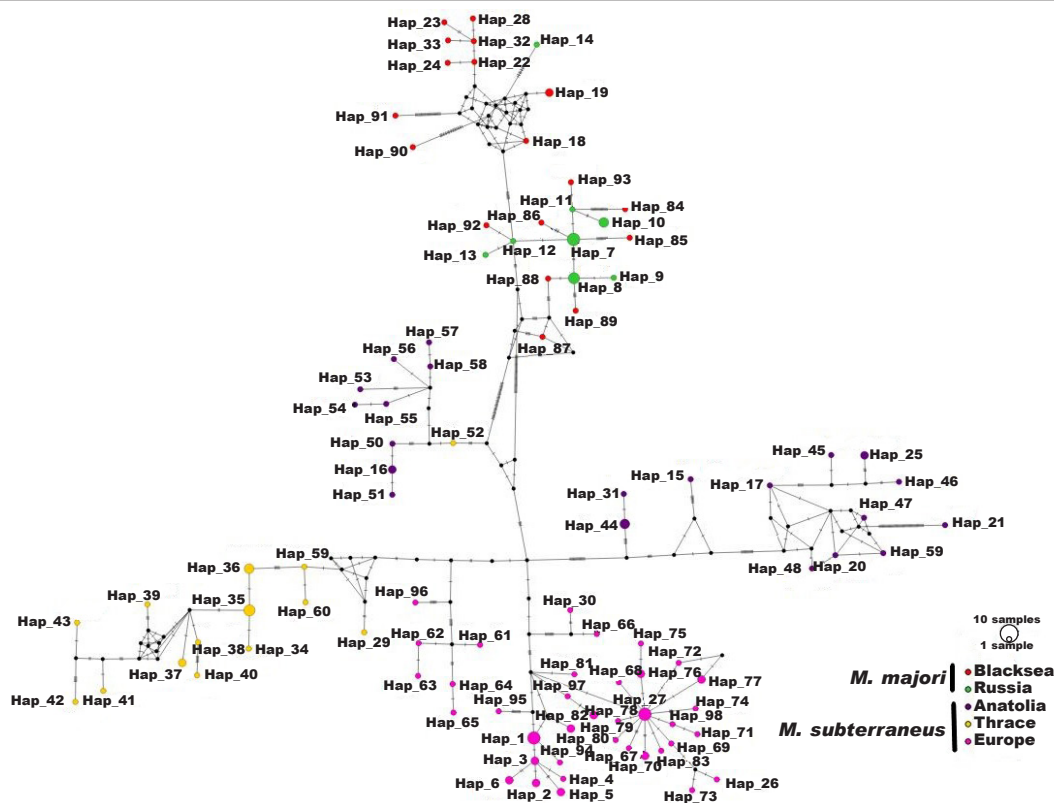 Hap_23
Hap_28
Hap_33
Hap_32
Hap_14
Hap_24
Hap_22
Hap_19
Hap_91
Hap_18
Hap_90
Hap_93
Hap_11
Hap_84
Hap_86
Hap_92
Hap_10
Hap_85
Hap_12
Hap_7
Hap_13
Hap_88
Hap_9
Hap_8
Hap_89
Hap_57
Hap_87
Hap_56
Hap_58
Hap_53
Hap_54
Hap_55
Hap_52
Hap_50
Hap_16
Hap_51
Hap_45
Hap_25
Hap_15
Hap_17
Hap_46
Hap_31
Hap_47
Hap_44
Hap_21
Hap_59
Hap_59
Hap_48
Hap_20
Hap_36
Hap_96
Hap_39
Hap_35
Hap_60
Hap_30
Hap_43
Hap_66
Hap_62
Hap_61
Hap_75
Hap_29
Hap_38
Hap_34
Hap_72
Hap_37
Hap_40
Hap_81
Hap_68
Hap_76
Hap_77
Hap_63
Hap_64
Hap_97
Hap_42
Hap_41
Hap_95
Hap_27
Hap_74
Hap_65
Hap_82
Hap_78
Hap_98
Hap_79
Hap_71
Hap_1
Hap_80
Hap_94
Hap_69
Hap_3
Hap_67
Hap_83
Hap_70
Hap_6
Hap_4
Hap_26
Hap_2
Hap_5
Hap_73
10 samples
1 sample
M. majori
Blacksea
Russia
M. subterraneus
Anatolia
Thrace
Europe